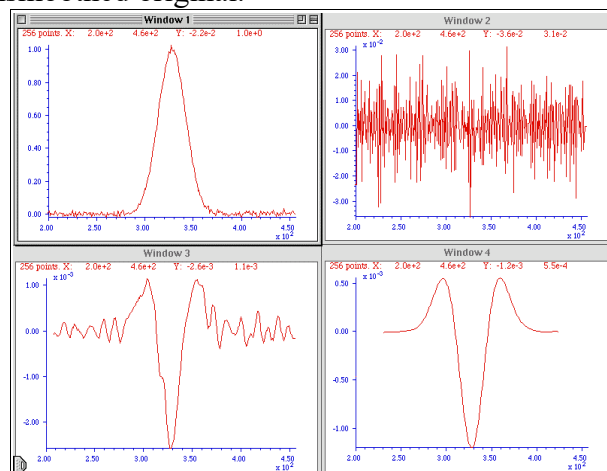 unsmoothed original.
Window 1
256 points. X: 2.0e+2 4.6e+2 Y: -2.2e-2 1.0e+0
1.00
0.80
0.60
0.40
0.20
0.00
2.00 2.50 3.00 3.50 4.00 4.50
x 10^2
Window 2
256 points. X: 2.0e+2 4.6e+2 Y: -3.6e-2 3.1e-2
x 10^-2
3.00
2.00
1.00
0.00
-1.00
-2.00
-3.00
2.00 2.50 3.00 3.50 4.00 4.50
x 10^2
Window 3
256 points. X: 2.0e+2 4.6e+2 Y: -2.6e-3 1.1e-3
x 10^-3
1.00
0.00
-1.00
-2.00
2.00 2.50 3.00 3.50 4.00 4.50
x 10^2
Window 4
256 points. X: 2.0e+2 4.6e+2 Y: -1.2e-3 5.5e-4
x 10^-3
0.50
0.00
-0.50
-1.00
2.00 2.50 3.00 3.50 4.00 4.50
x 10^2